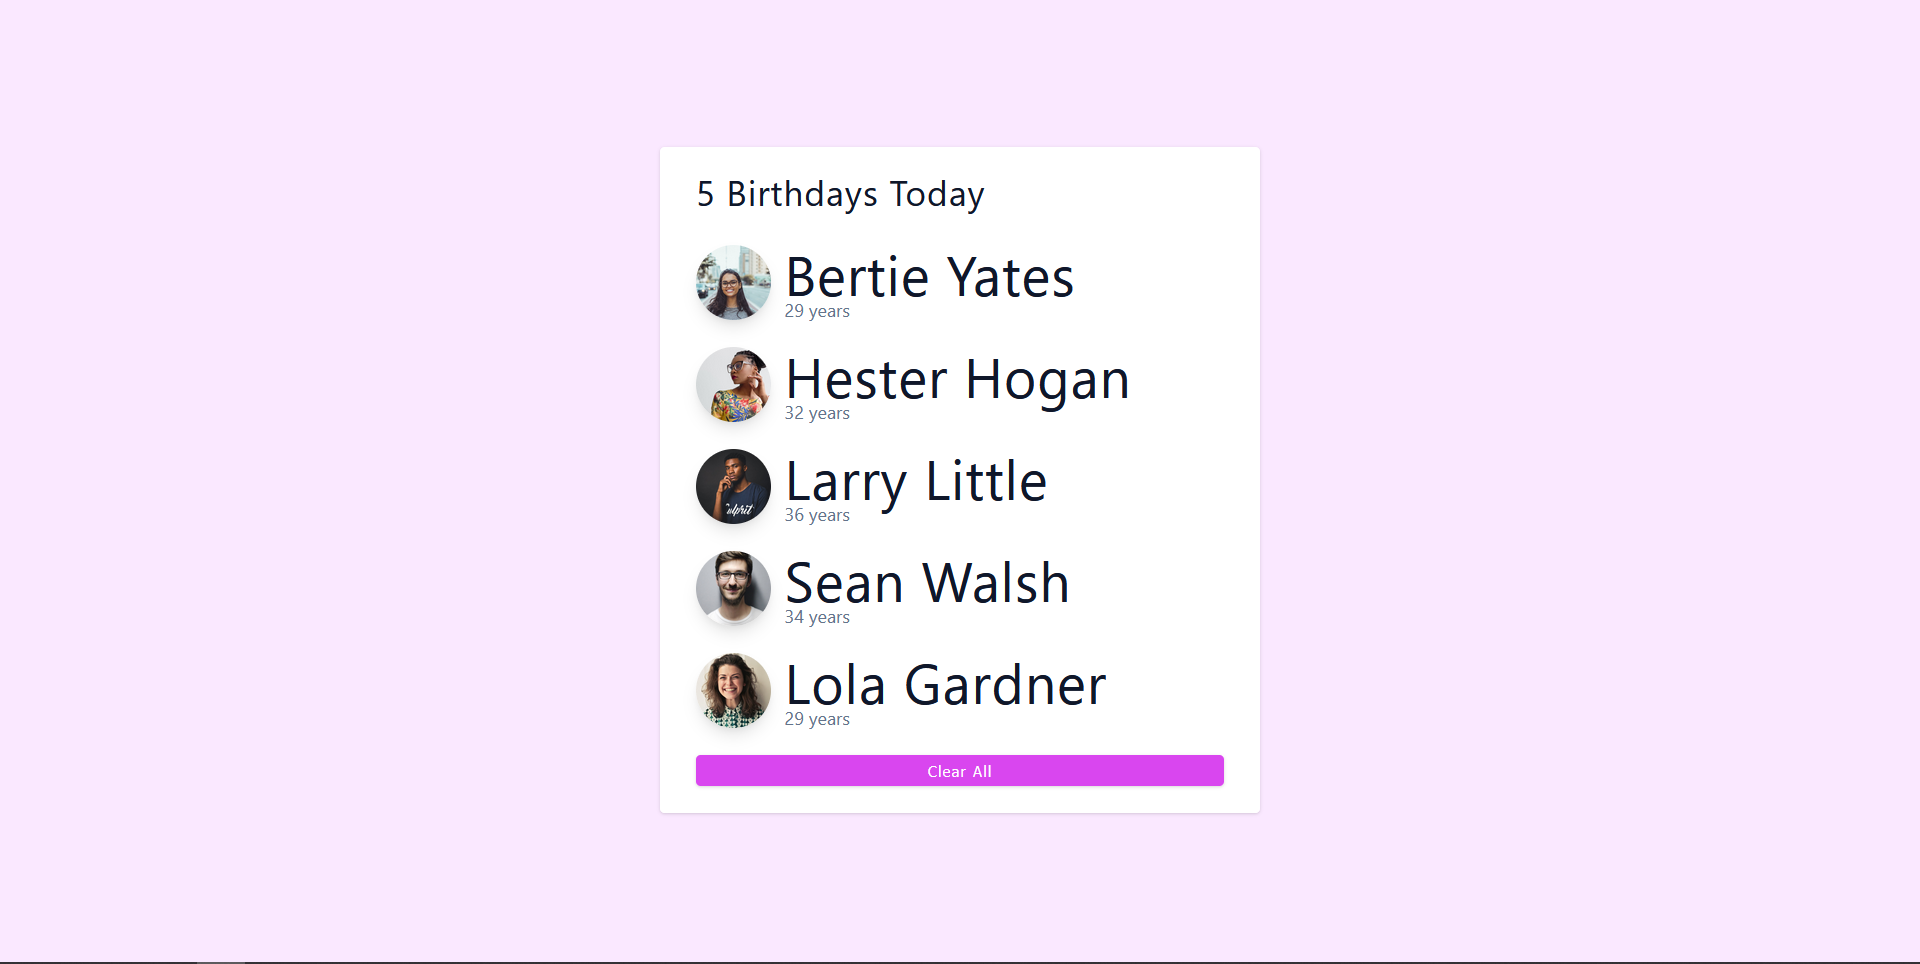 5 Birthdays Today
Bertie Yates
29 years
Hester Hogan
32 years
Larry Little
36 years
Sean Walsh
34 years
Lola Gardner
29 years
Clear All